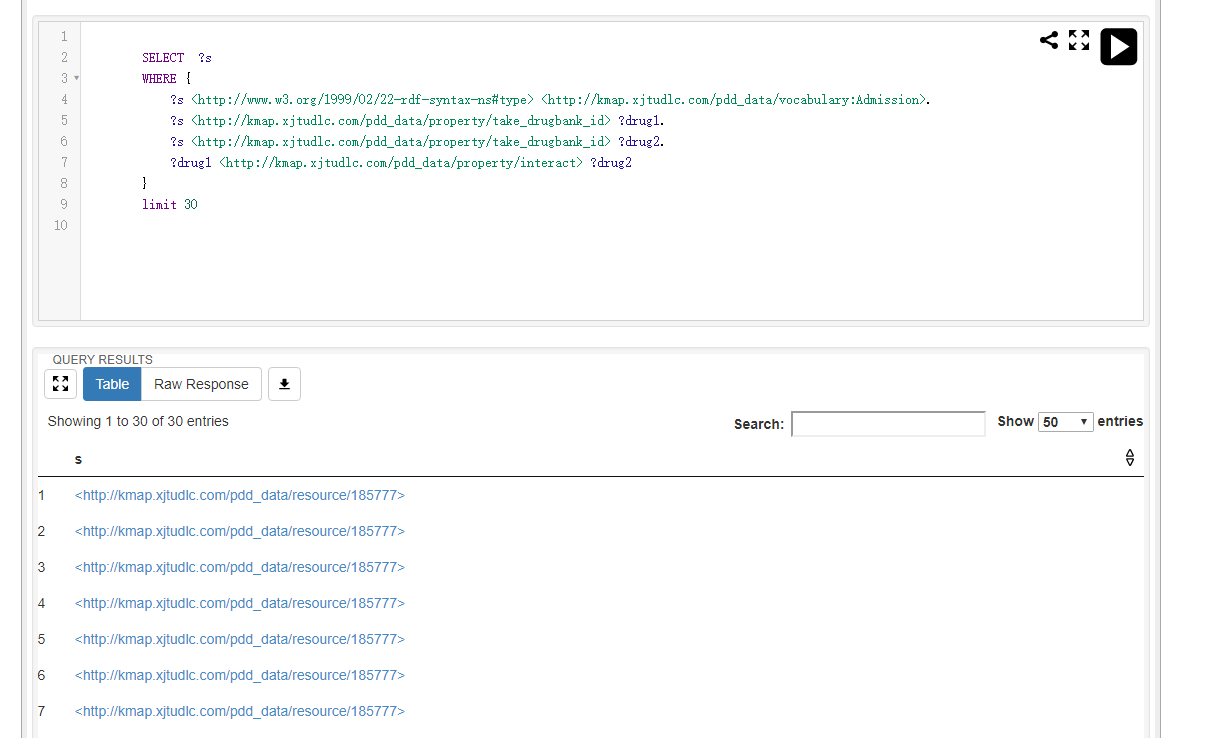 1
2 SELECT ?s
3 WHERE {
4 ?s <http://www.w3.org/1999/02/22-rdf-syntax-ns#type> <http://kmap.xjtudlc.com/pdd_data/vocabulary:Admission>.
5 ?s <http://kmap.xjtudlc.com/pdd_data/property/take_drugbank_id> ?drug1.
6 ?s <http://kmap.xjtudlc.com/pdd_data/property/take_drugbank_id> ?drug2.
7 ?drug1 <http://kmap.xjtudlc.com/pdd_data/property/interact> ?drug2
8 }
9 limit 30
10
QUERY RESULTS
Table Raw Response
Showing 1 to 30 of 30 entries Search: Show 50 entries
s
1 <http://kmap.xjtudlc.com/pdd_data/resource/185777>
2 <http://kmap.xjtudlc.com/pdd_data/resource/185777>
3 <http://kmap.xjtudlc.com/pdd_data/resource/185777>
4 <http://kmap.xjtudlc.com/pdd_data/resource/185777>
5 <http://kmap.xjtudlc.com/pdd_data/resource/185777>
6 <http://kmap.xjtudlc.com/pdd_data/resource/185777>
7 <http://kmap.xjtudlc.com/pdd_data/resource/185777>